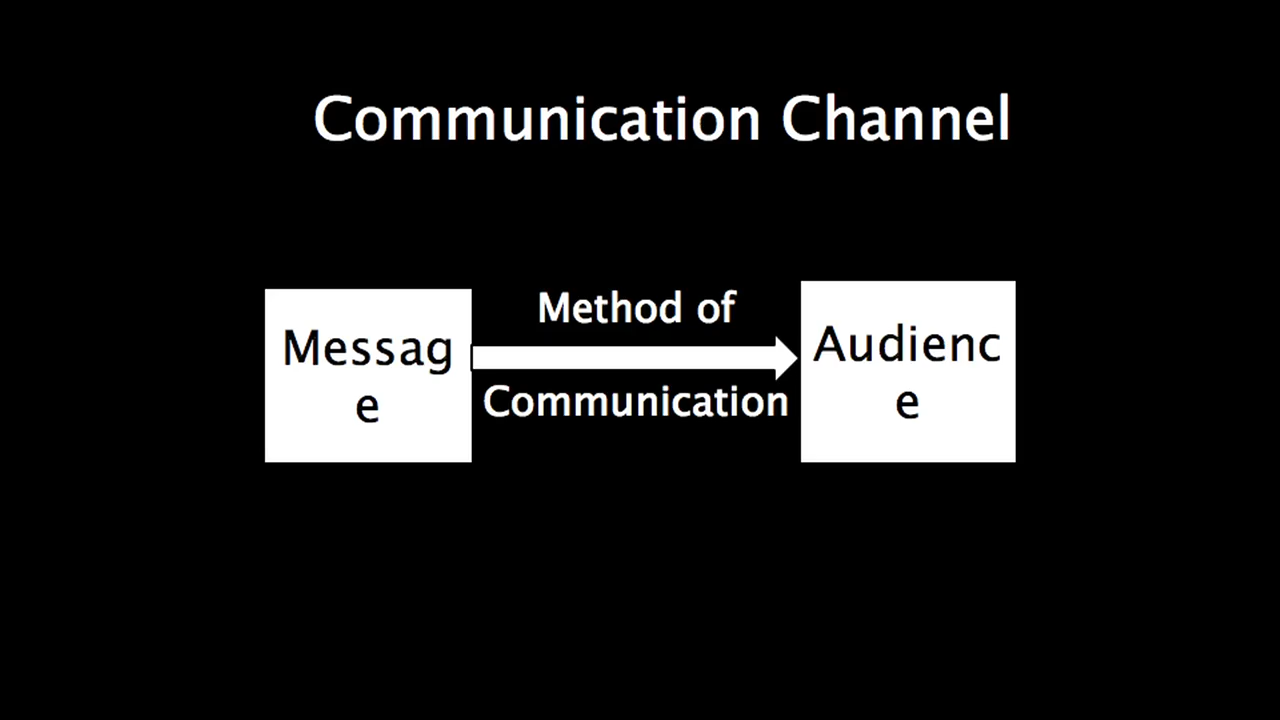 Communication Channel
Method of
Messag
e
Communication
Audienc
e